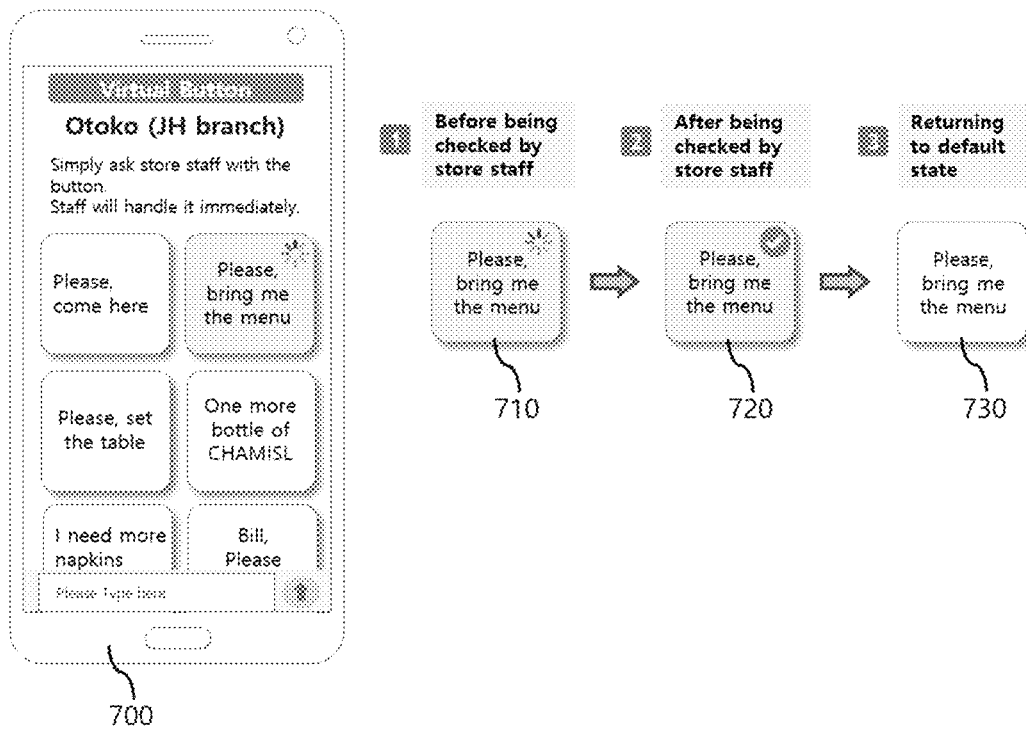 Virtual Button
Otoko (JH branch)
Simply ask store staff with the
button.
Staff will handle it immediately.
Please,
come here
Please,
bring me
the menu
Please, set
the table
One more
bottle of
CHAMISL
I need more
napkins
Bill,
Please
Please Type here
700
1
Before being
checked by
store staff
Please,
bring me
the menu
710
2
After being
checked by
store staff
Please,
bring me
the menu
720
3
Returning
to default
state
Please,
bring me
the menu
730